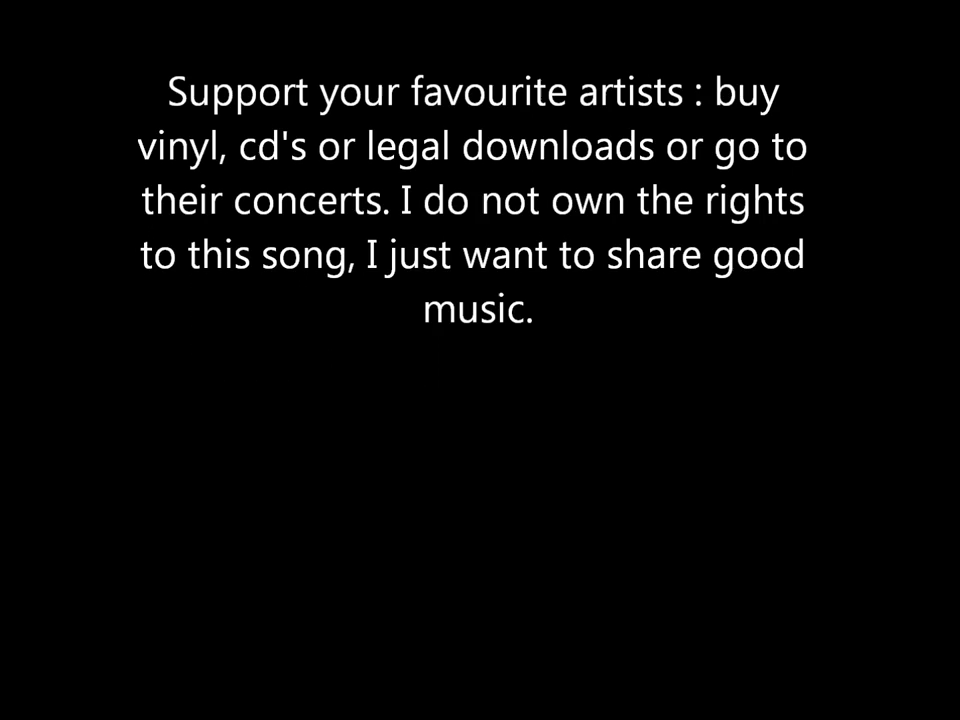 Support your favourite artists : buy
vinyl, cd's or legal downloads or go to
their concerts. I do not own the rights
to this song, I just want to share good
music.